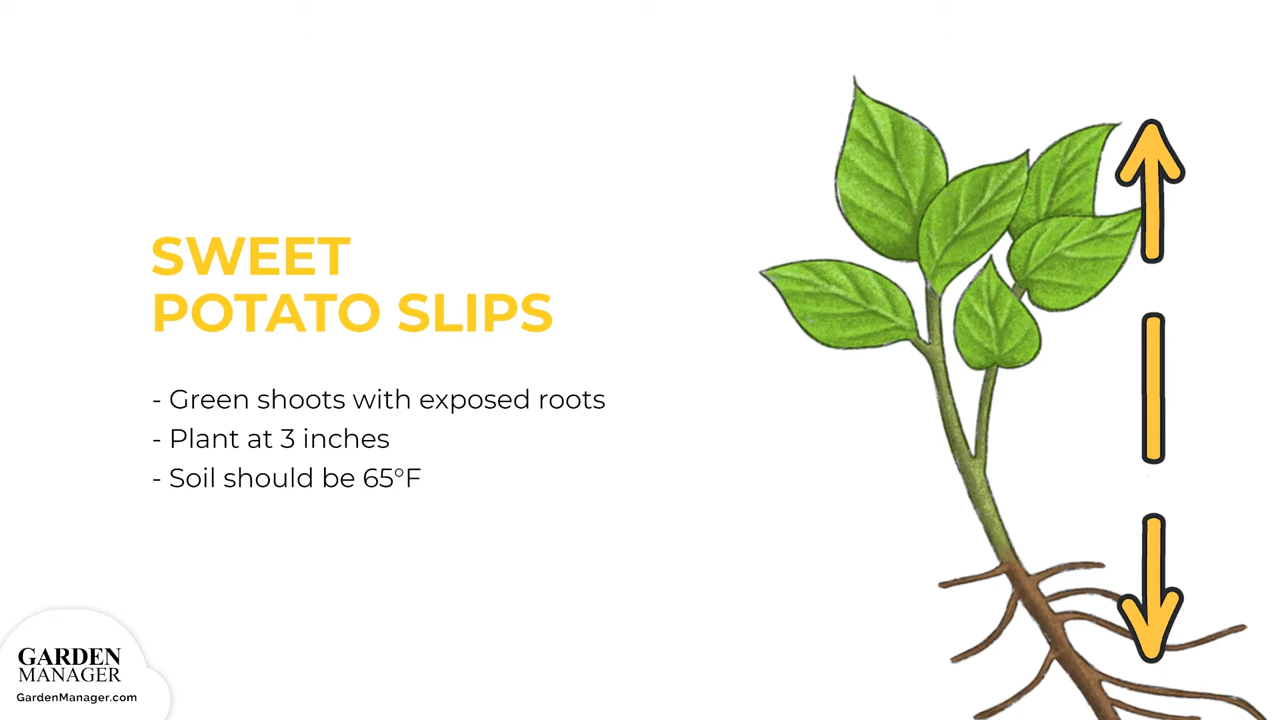 SWEET
POTATO SLIPS
- Green shoots with exposed roots
- Plant at 3 inches
- Soil should be 65°F
GARDEN
MANAGER
GardenManager.com